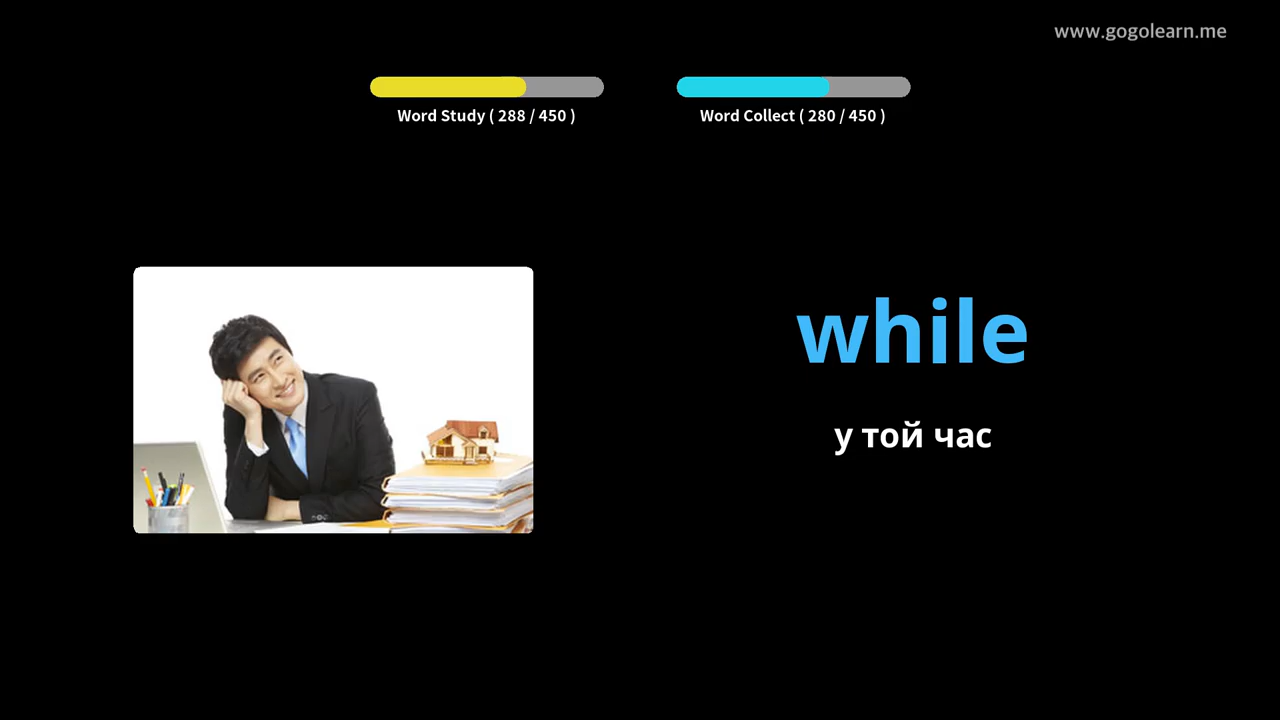 www.gogolearn.me
Word Study ( 288 / 450 )
Word Collect ( 280 / 450 )
while
у той час